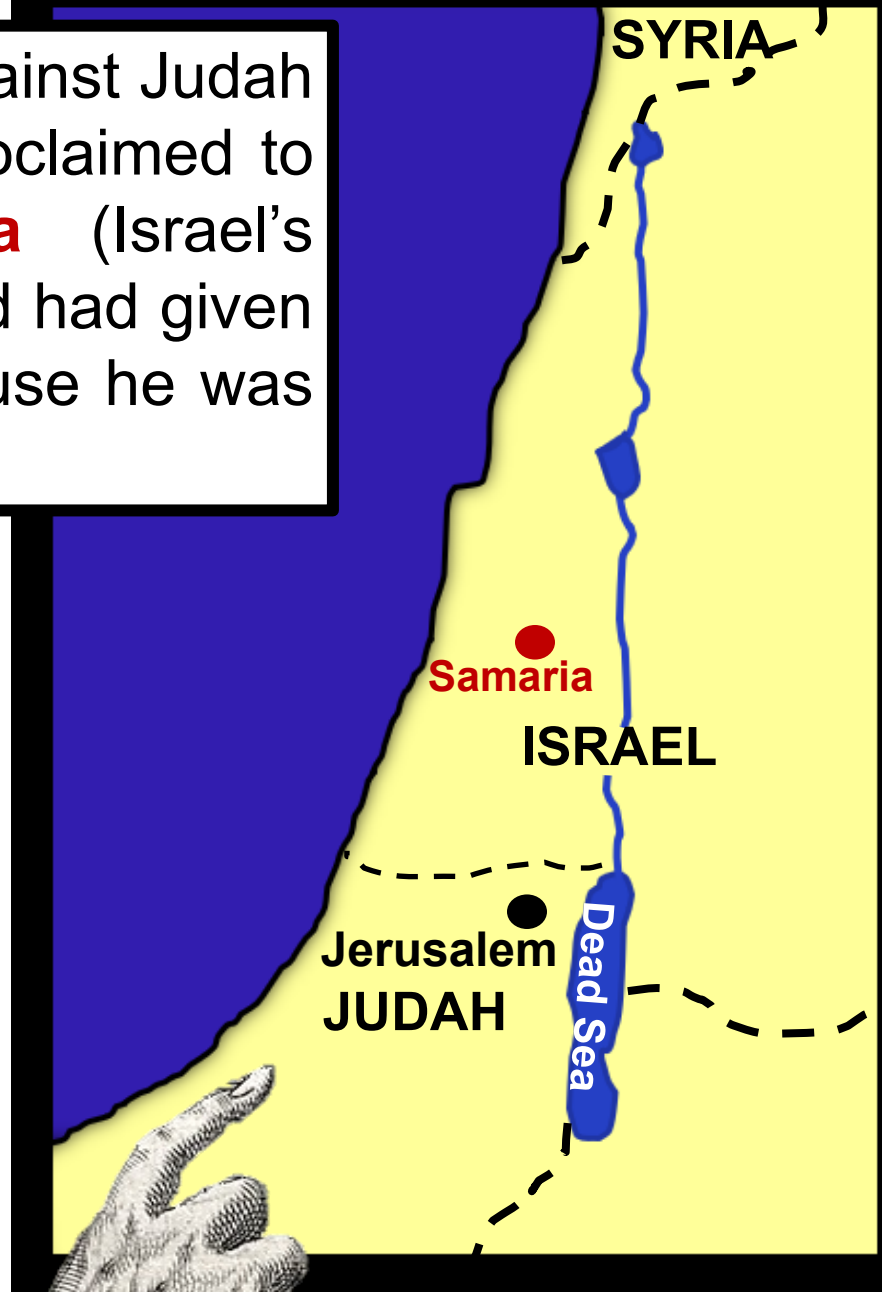 SYRIA
ainst Judah
oclaimed to
a (Israel's
d had given
use he was
Samaria
ISRAEL
Jerusalem
JUDAH
Dead Sea